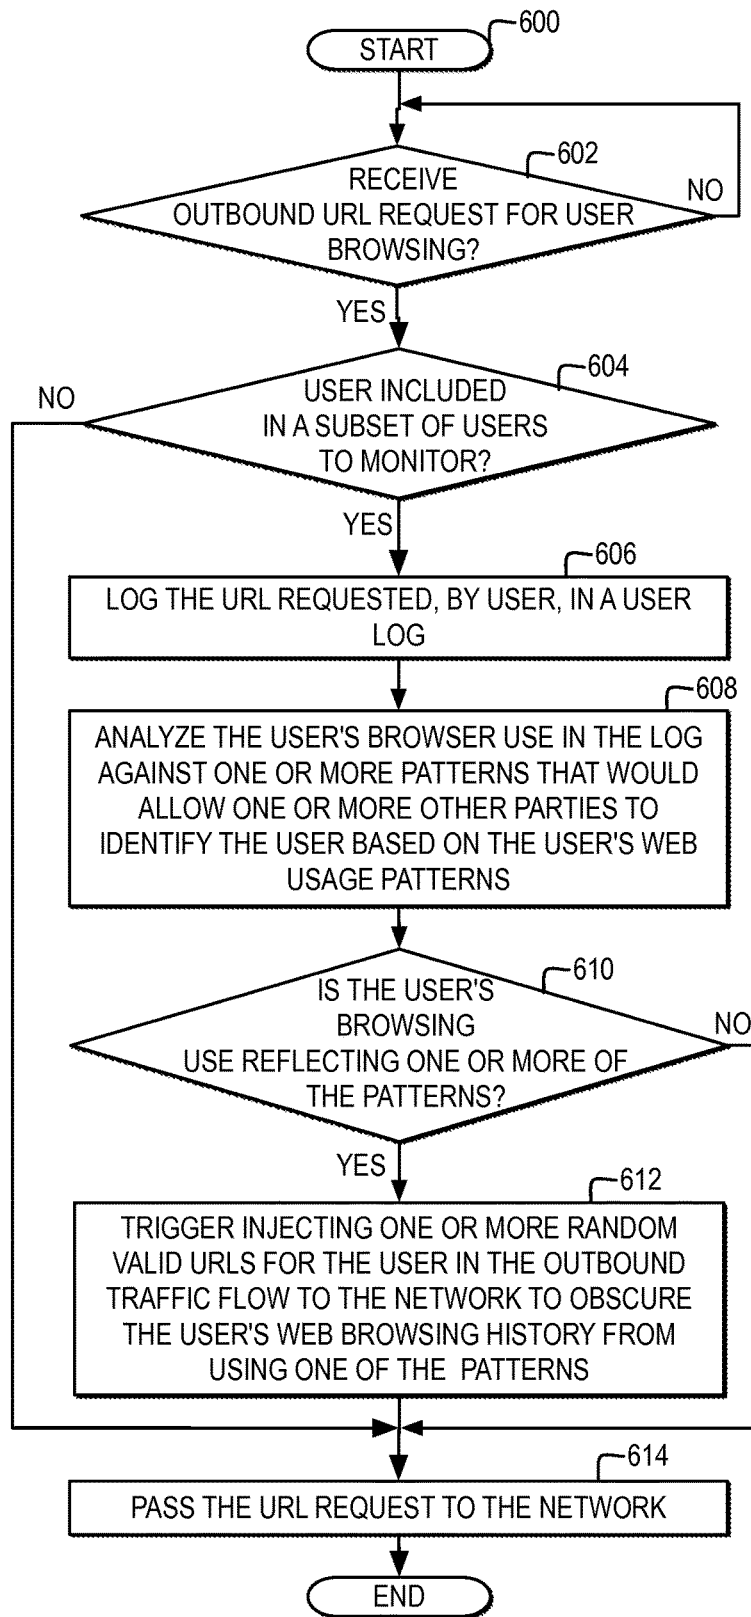 600
START
602
RECEIVE
OUTBOUND URL REQUEST FOR USER
BROWSING?
NO
YES
604
NO
USER INCLUDED
IN A SUBSET OF USERS
TO MONITOR?
YES
606
LOG THE URL REQUESTED, BY USER, IN A USER
LOG
608
ANALYZE THE USER'S BROWSER USE IN THE LOG
AGAINST ONE OR MORE PATTERNS THAT WOULD
ALLOW ONE OR MORE OTHER PARTIES TO
IDENTIFY THE USER BASED ON THE USER'S WEB
USAGE PATTERNS
610
IS THE USER'S
BROWSING
USE REFLECTING ONE OR MORE OF
THE PATTERNS?
NO
YES
612
TRIGGER INJECTING ONE OR MORE RANDOM
VALID URLS FOR THE USER IN THE OUTBOUND
TRAFFIC FLOW TO THE NETWORK TO OBSCURE
THE USER'S WEB BROWSING HISTORY FROM
USING ONE OF THE PATTERNS
614
PASS THE URL REQUEST TO THE NETWORK
END